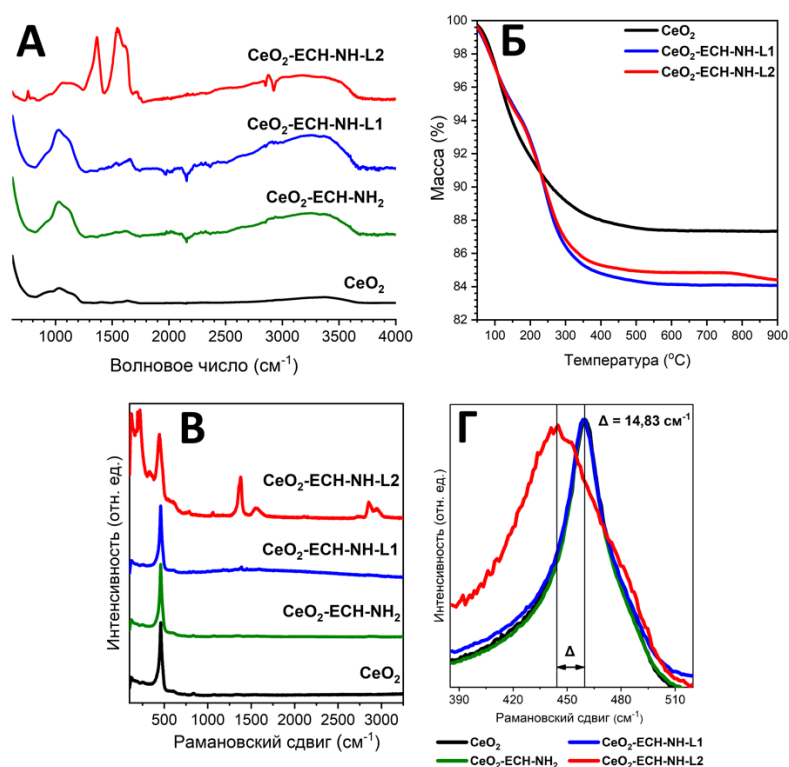 А
CeO₂-ECH-NH-L2
CeO₂-ECH-NH-L1
CeO₂-ECH-NH₂
CeO₂
1000 1500 2000 2500 3000 3500 4000
Волновое число (см⁻¹)
Б
CeO₂
CeO₂-ECH-NH-L1
CeO₂-ECH-NH-L2
100
98
96
94
92
90
88
86
84
82
Масса (%)
100 200 300 400 500 600 700 800 900
Температура (°C)
В
CeO₂-ECH-NH-L2
CeO₂-ECH-NH-L1
CeO₂-ECH-NH₂
CeO₂
Интенсивность (отн. ед.)
500 1000 1500 2000 2500 3000
Рамановский сдвиг (см⁻¹)
Г
Δ = 14,83 см⁻¹
Δ
Интенсивность (отн. ед.)
390 420 450 480 510
Рамановский сдвиг (см⁻¹)
CeO₂ CeO₂-ECH-NH-L1
CeO₂-ECH-NH₂ CeO₂-ECH-NH-L2